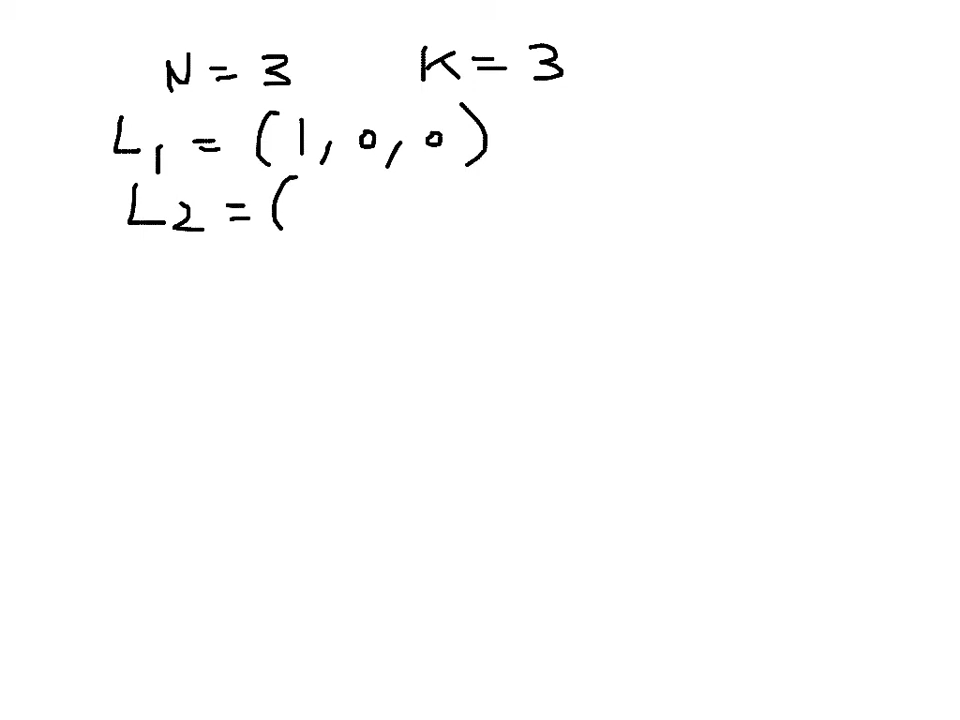 N = 3 K = 3
L1 = (1, 0, 0)
L2 = (